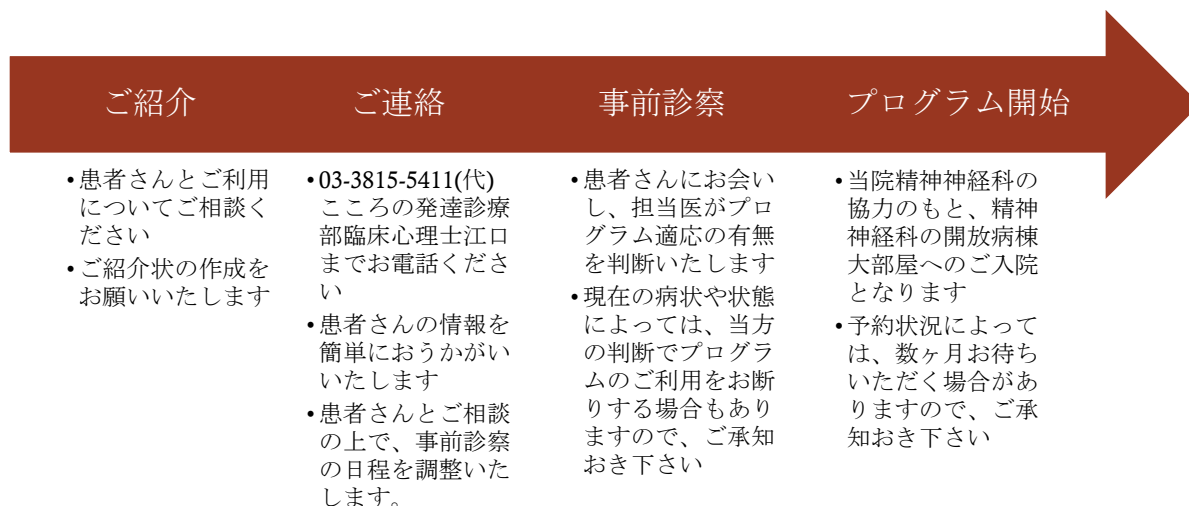 ご紹介
ご連絡
事前診察
プログラム開始
•患者さんとご利用
についてご相談く
ださい
•ご紹介状の作成を
お願いいたします
•03-3815-5411(代)
こころの発達診療
部臨床心理士江口
までお電話くださ
い
•患者さんの情報を
簡単におうかがい
いたします
•患者さんとご相談
の上で、事前診察
の日程を調整いた
します。
•患者さんにお会い
し、担当医がプロ
グラム適応の有無
を判断いたします
•現在の病状や状態
によっては、当方
の判断でプログラ
ムのご利用をお断
りする場合もあり
ますので、ご承知
おき下さい
•当院精神神経科の
協力のもと、精神
神経科の開放病棟
大部屋へのご入院
となります
•予約状況によって
は、数ヶ月お待ち
いただく場合があ
りますので、ご承
知おき下さい